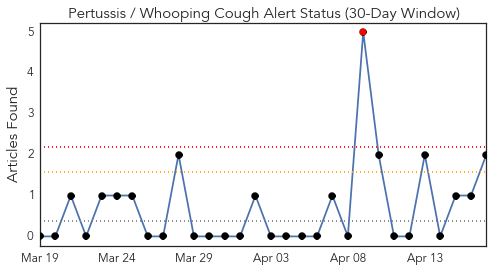 Pertussis / Whooping Cough Alert Status (30-Day Window)
Articles Found
5
4
3
2
1
0
Mar 19 Mar 24 Mar 29 Apr 03 Apr 08 Apr 13